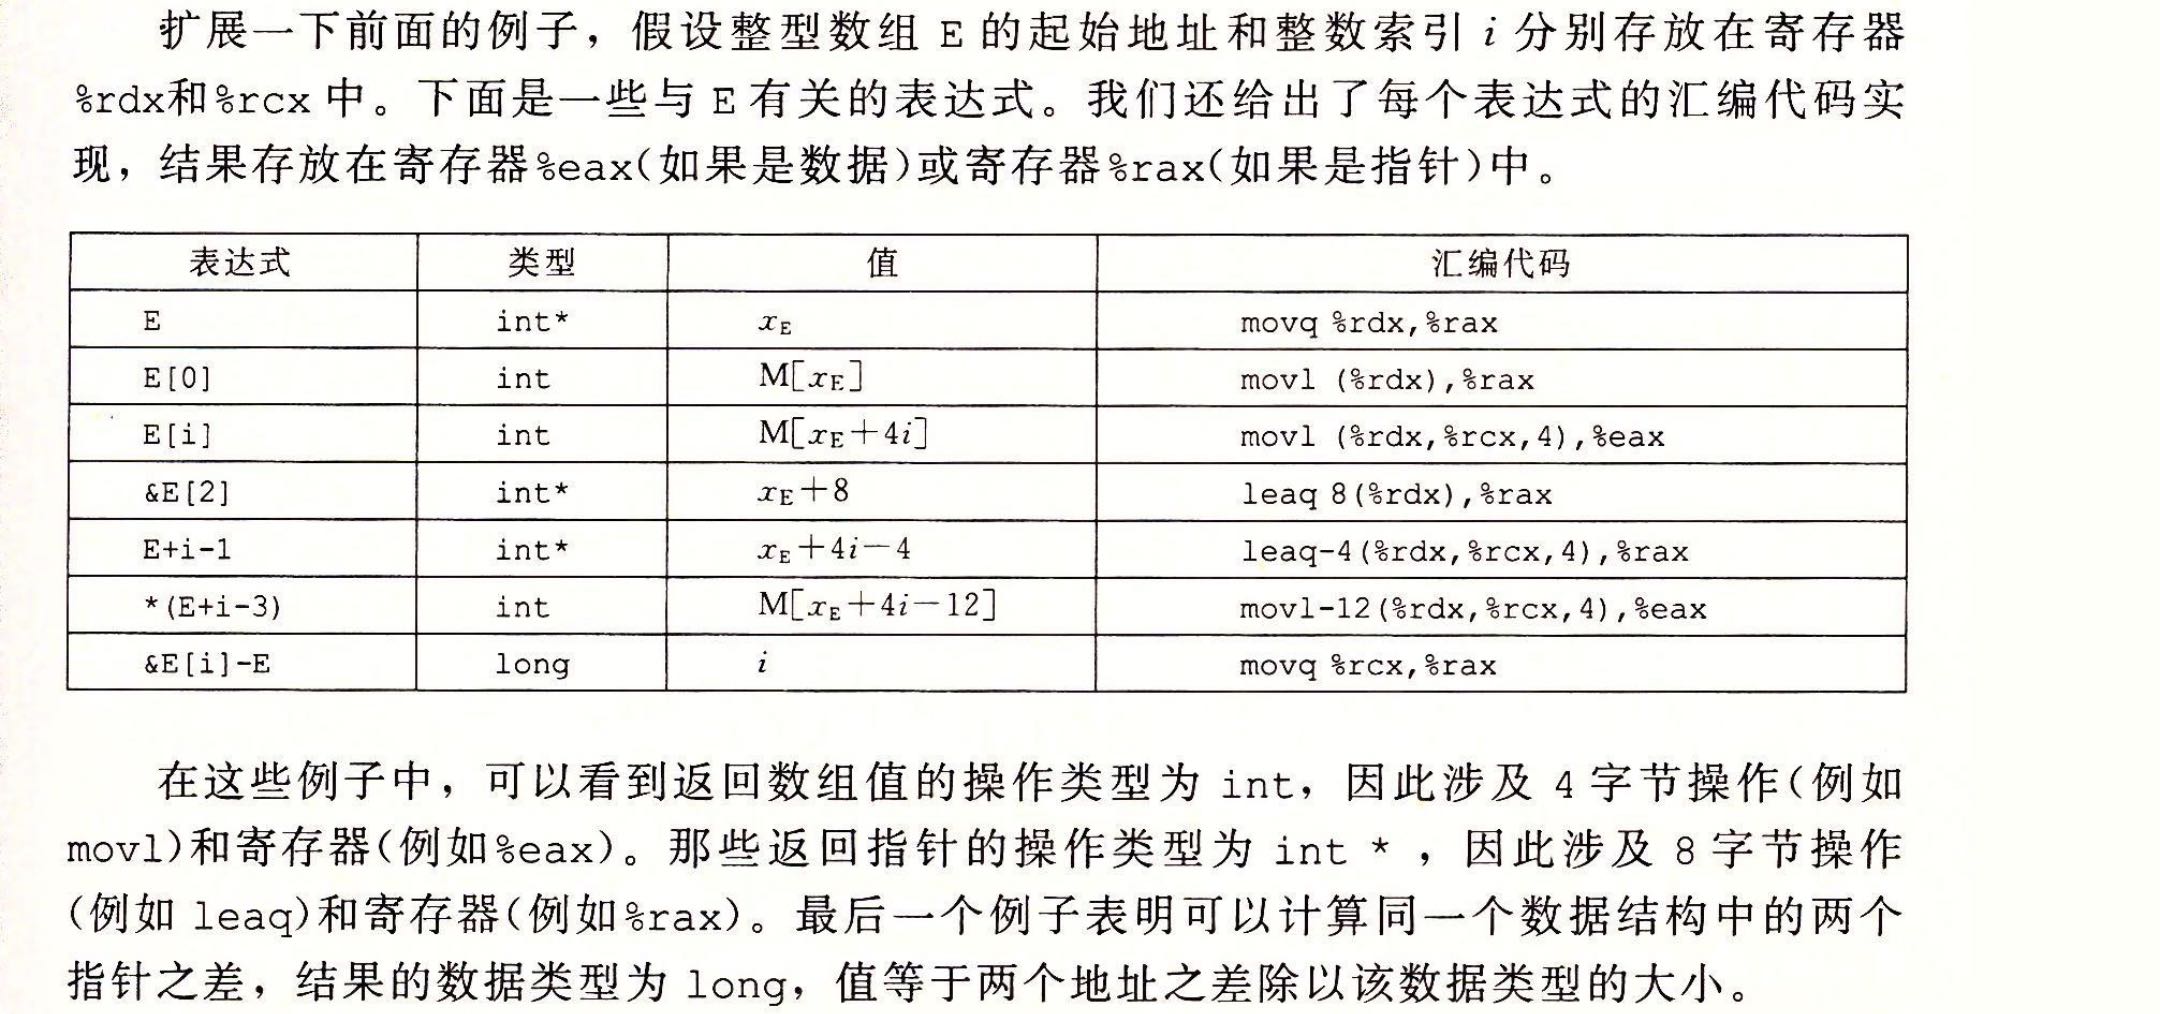 扩展一下前面的例子，假设整型数组 E 的起始地址和整数索引 i 分别存放在寄存器
%rdx和%rcx 中。下面是一些与 E 有关的表达式。我们还给出了每个表达式的汇编代码实
现，结果存放在寄存器%eax(如果是数据)或寄存器%rax(如果是指针)中。
表达式 类型 值 汇编代码
E int* xE movq %rdx,%rax
E[0] int M[xE] movl (%rdx),%rax
E[i] int M[xE+4i] movl (%rdx,%rcx,4),%eax
&E[2] int* xE+8 leaq 8(%rdx),%rax
E+i-1 int* xE+4i-4 leaq-4(%rdx,%rcx,4),%rax
*(E+i-3) int M[xE+4i-12] movl-12(%rdx,%rcx,4),%eax
&E[i]-E long i movq %rcx,%rax
在这些例子中，可以看到返回数组值的操作类型为 int，因此涉及 4 字节操作(例如
movl)和寄存器(例如%eax)。那些返回指针的操作类型为 int *，因此涉及 8 字节操作
(例如 leaq)和寄存器(例如%rax)。最后一个例子表明可以计算同一个数据结构中的两个
指针之差，结果的数据类型为 long，值等于两个地址之差除以该数据类型的大小。